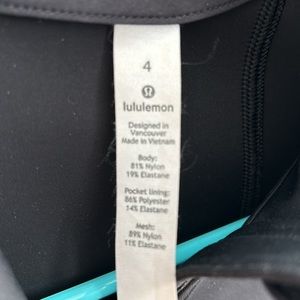 4
lululemon
Designed in
Vancouver
Made in Vietnam
Body:
81% Nylon
19% Elastane
Pocket lining:
86% Polyester
14% Elastane
Mesh:
89% Nylon
11% Elastane